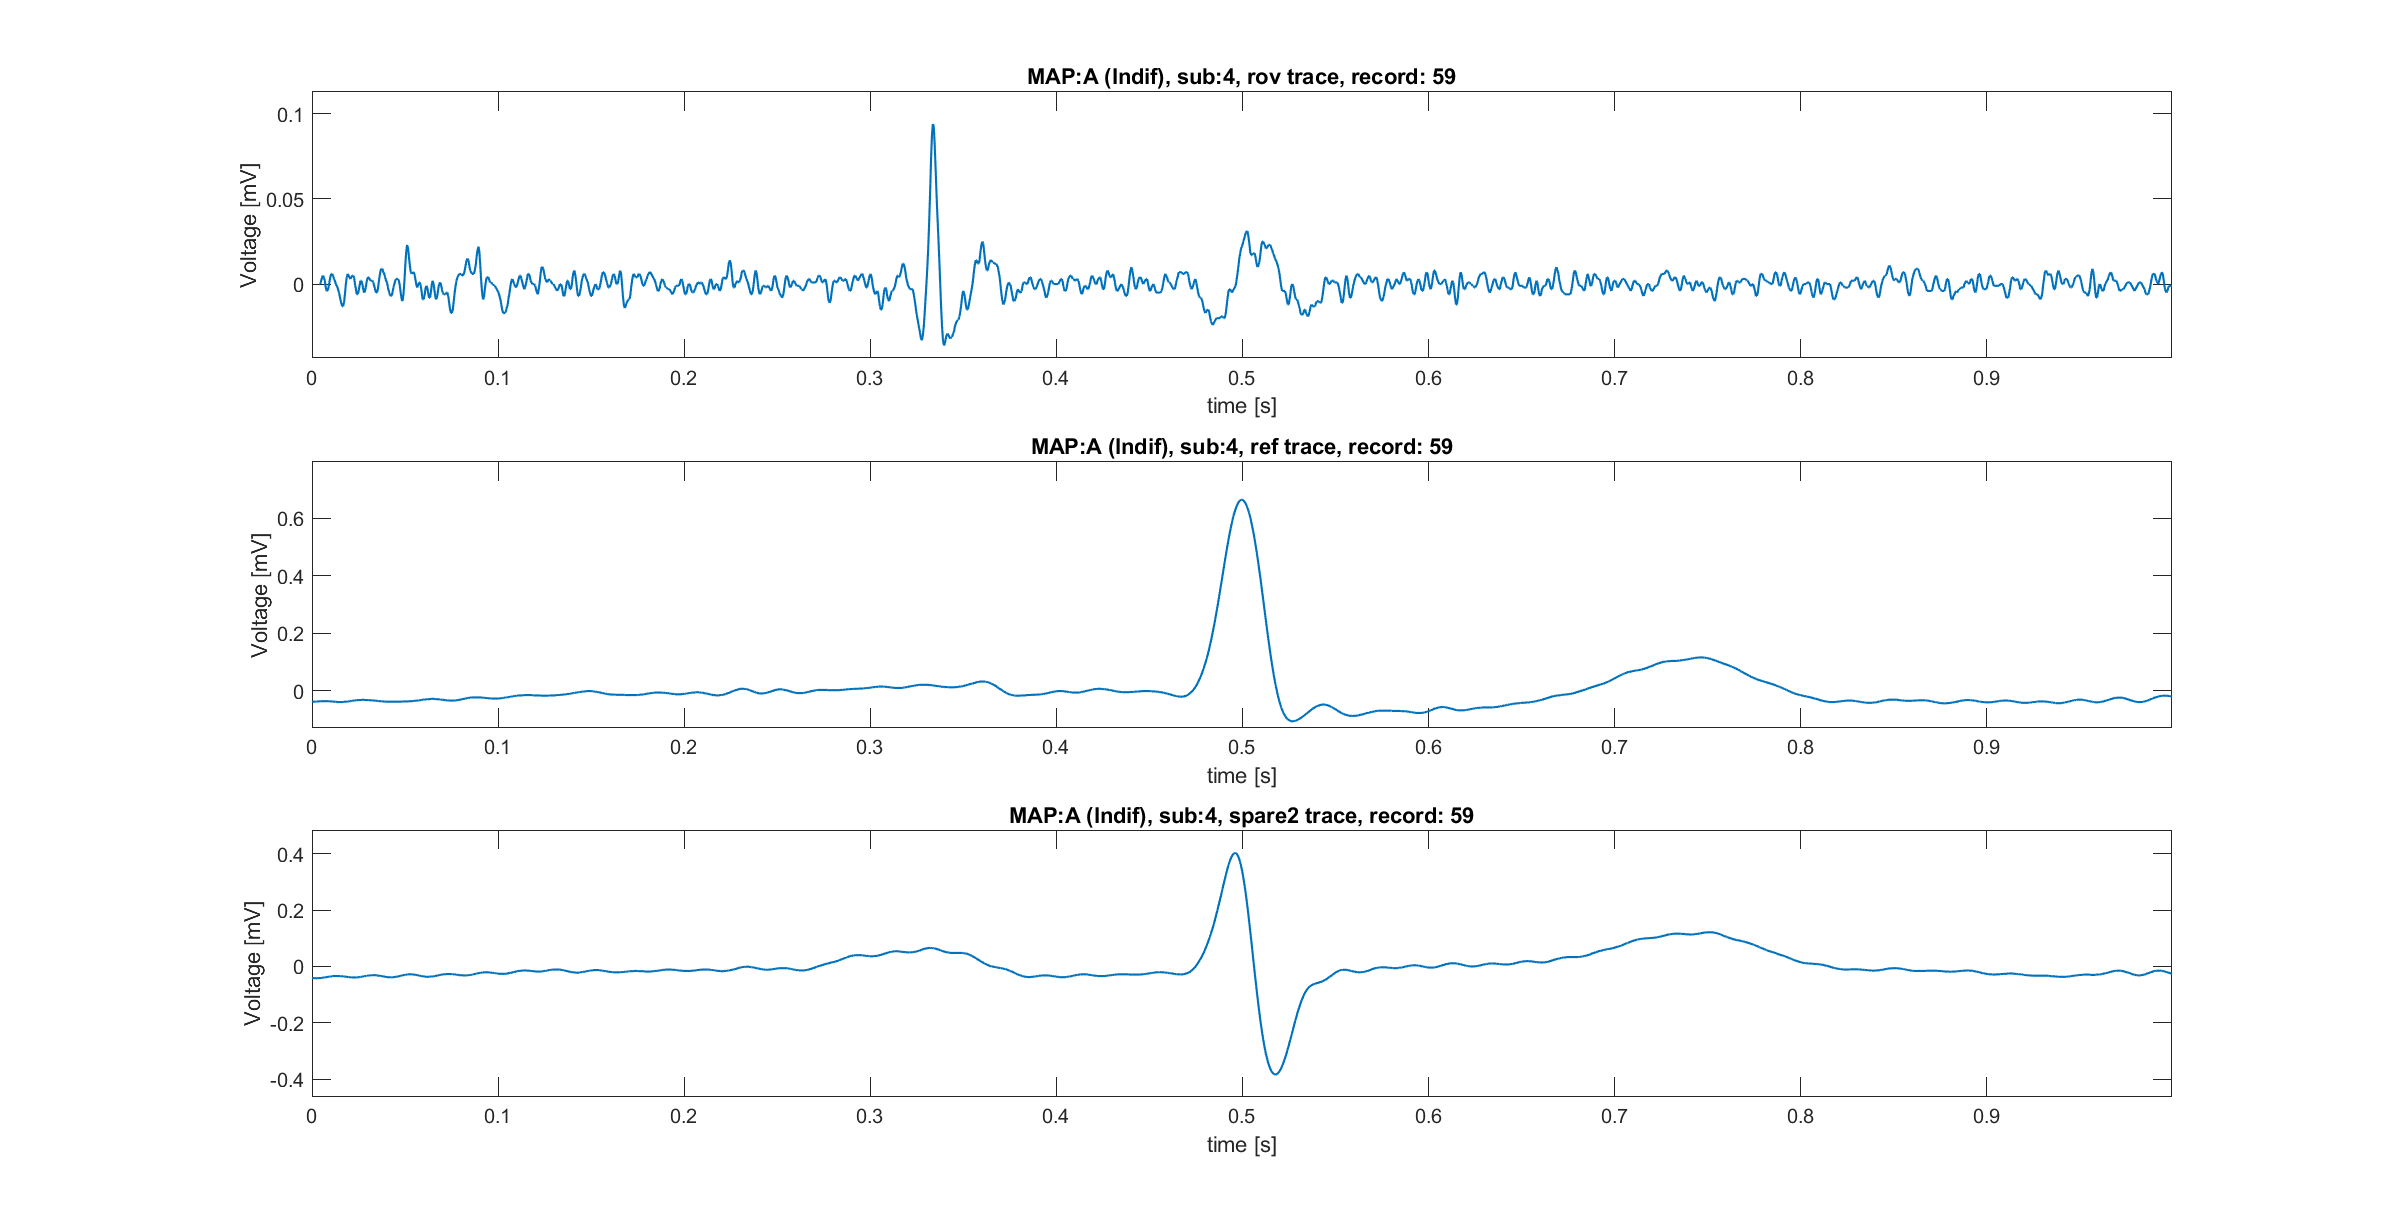 MAP:A (Indif), sub:4, rov trace, record: 59
Voltage [mV]
0.1
0.05
0
0 0.1 0.2 0.3 0.4 0.5 0.6 0.7 0.8 0.9
time [s]
MAP:A (Indif), sub:4, ref trace, record: 59
Voltage [mV]
0.6
0.4
0.2
0
0 0.1 0.2 0.3 0.4 0.5 0.6 0.7 0.8 0.9
time [s]
MAP:A (Indif), sub:4, spare2 trace, record: 59
Voltage [mV]
0.4
0.2
0
-0.2
-0.4
0 0.1 0.2 0.3 0.4 0.5 0.6 0.7 0.8 0.9
time [s]